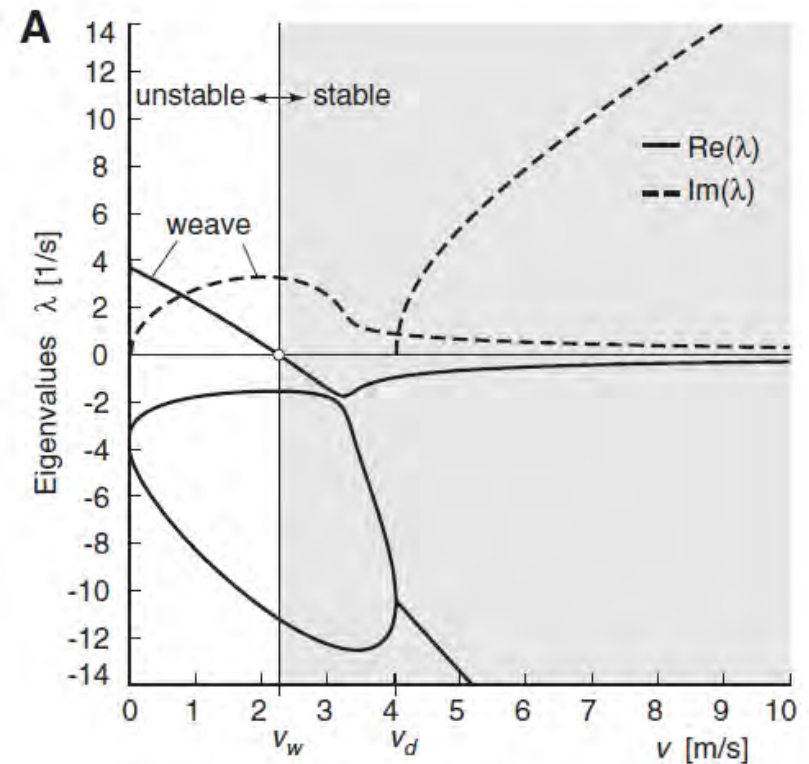 A
14
12
unstable ↔ stable
10
8
Re(λ)
Im(λ)
6
weave
4
2
0
-2
-4
-6
-8
-10
-12
-14
Eigenvalues λ [1/s]
0 1 2 3 4 5 6 7 8 9 10
v_w v_d v [m/s]